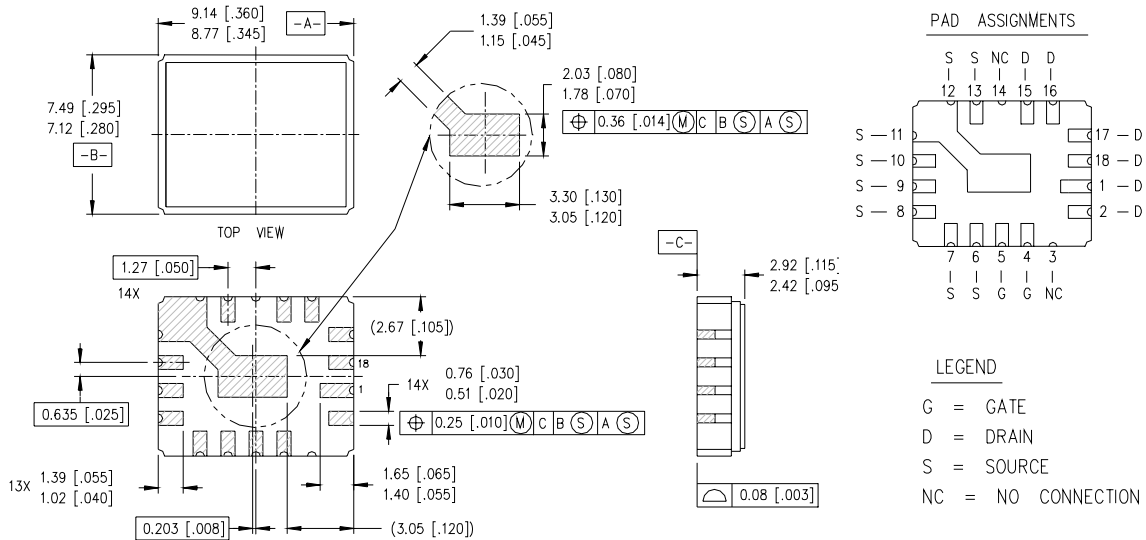 9.14 [.360]
8.77 [.345]
-A-
7.49 [.295]
7.12 [.280]
-B-
TOP VIEW
1.39 [.055]
1.15 [.045]
2.03 [.080]
1.78 [.070]
⌖ 0.36 [.014] Ⓜ C B Ⓢ A Ⓢ
3.30 [.130]
3.05 [.120]
PAD ASSIGNMENTS
S S NC D D
12 13 14 15 16
S — 11
S — 10
S — 9
S — 8
17 — D
18 — D
1 — D
2 — D
7 6 5 4 3
S S G G NC
1.27 [.050]
14X
(2.67 [.105])
18
1
0.635 [.025]
14X 0.76 [.030]
0.51 [.020]
⌖ 0.25 [.010] Ⓜ C B Ⓢ A Ⓢ
13X 1.39 [.055]
1.02 [.040]
1.65 [.065]
1.40 [.055]
0.203 [.008]
(3.05 [.120])
-C-
2.92 [.115]
2.42 [.095
⌓ 0.08 [.003]
LEGEND
G = GATE
D = DRAIN
S = SOURCE
NC = NO CONNECTION